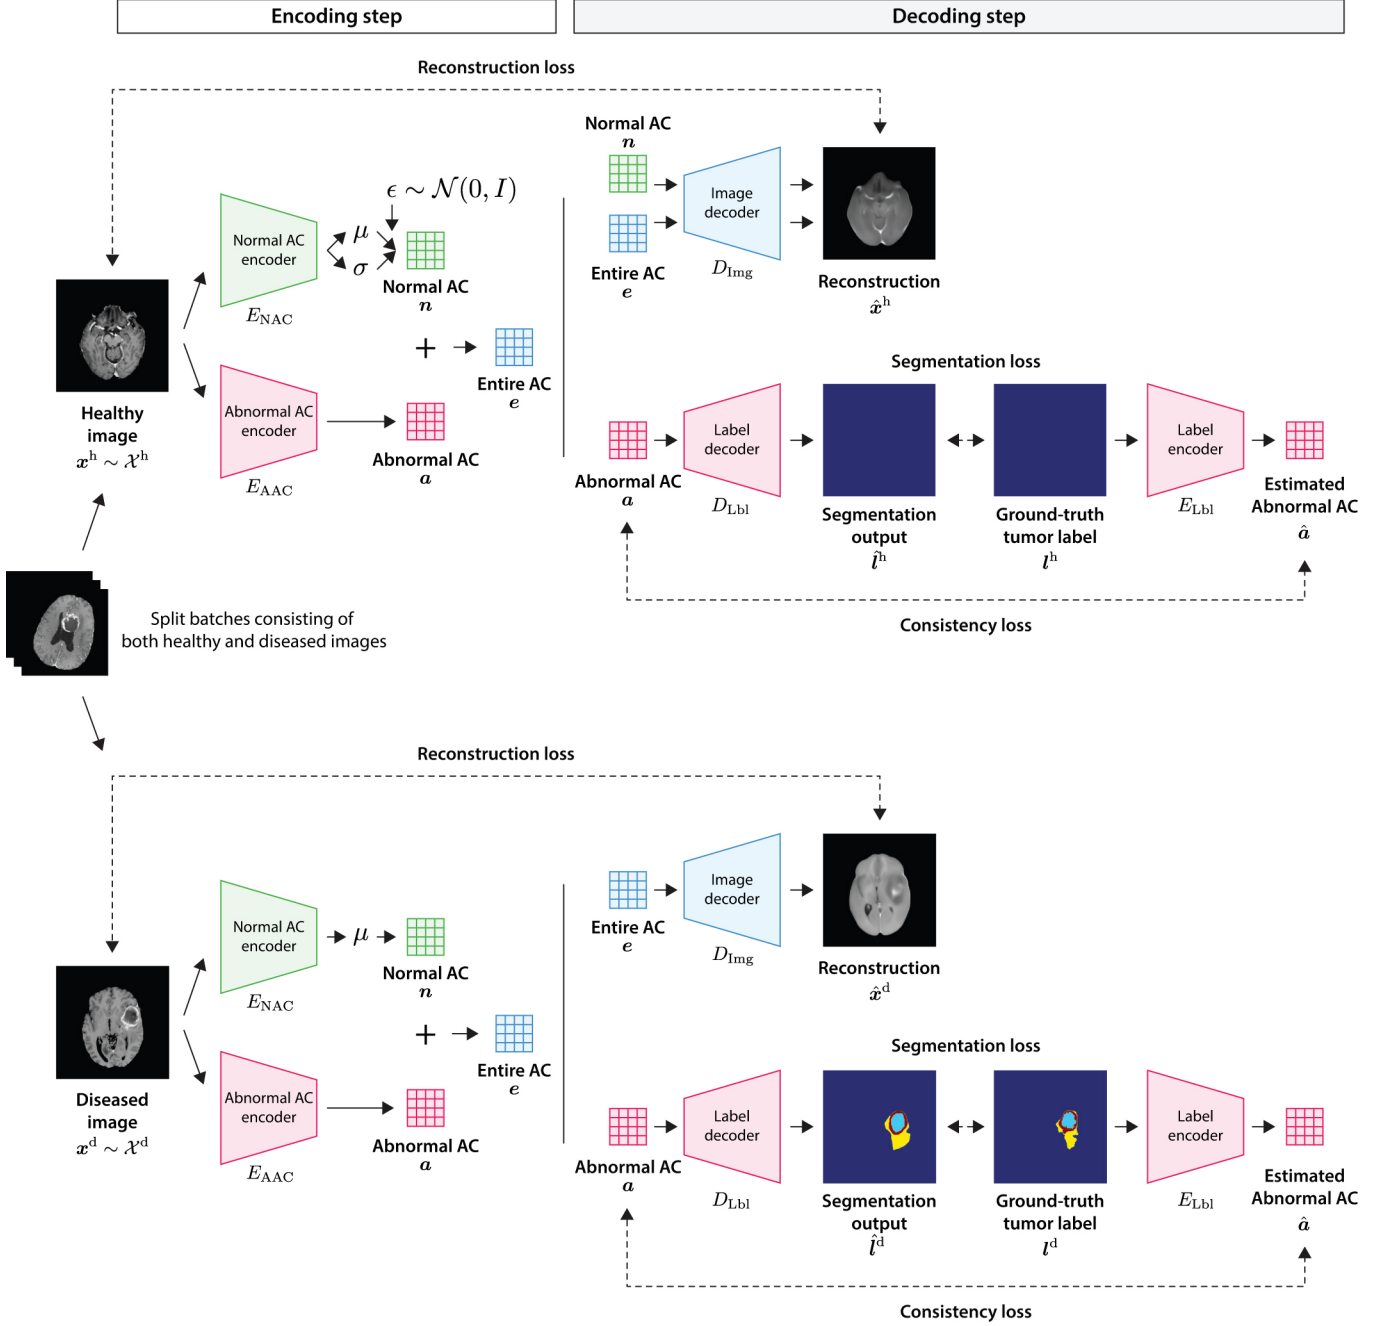 Encoding step
Decoding step
Reconstruction loss
Normal AC
n
ϵ ∼ 𝒩(0, I)
Normal AC
encoder
E_NAC
μ
σ
Normal AC
n
Image
decoder
D_Img
Entire AC
e
Reconstruction
x̂^h
+
Entire AC
e
Healthy
image
x^h ∼ 𝒳^h
Abnormal AC
encoder
E_AAC
Abnormal AC
a
Segmentation loss
Abnormal AC
a
Label
decoder
D_Lbl
Segmentation
output
l̂^h
Ground-truth
tumor label
l^h
Label
encoder
E_Lbl
Estimated
Abnormal AC
â
Consistency loss
Split batches consisting of
both healthy and diseased images
Reconstruction loss
Normal AC
encoder
E_NAC
μ
Normal AC
n
Entire AC
e
Image
decoder
D_Img
Reconstruction
x̂^d
+
Entire AC
e
Diseased
image
x^d ∼ 𝒳^d
Abnormal AC
encoder
E_AAC
Abnormal AC
a
Segmentation loss
Abnormal AC
a
Label
decoder
D_Lbl
Segmentation
output
l̂^d
Ground-truth
tumor label
l^d
Label
encoder
E_Lbl
Estimated
Abnormal AC
â
Consistency loss